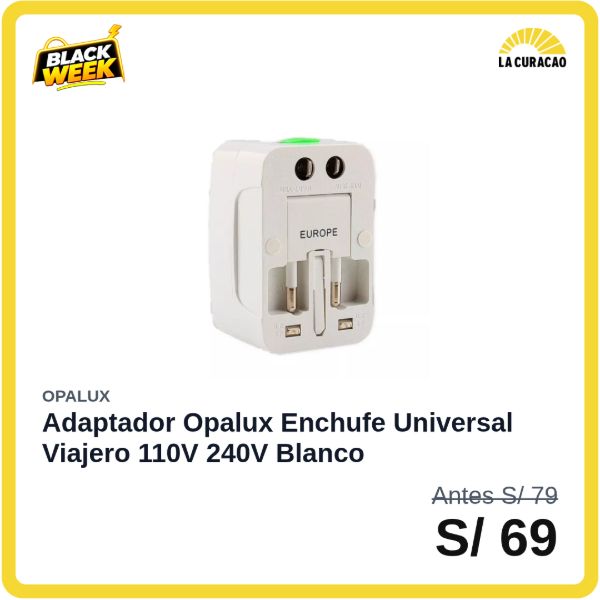 BLACK
WEEK
LA CURACAO
EUROPE
OPALUX
Adaptador Opalux Enchufe Universal
Viajero 110V 240V Blanco
Antes S/ 79
S/ 69